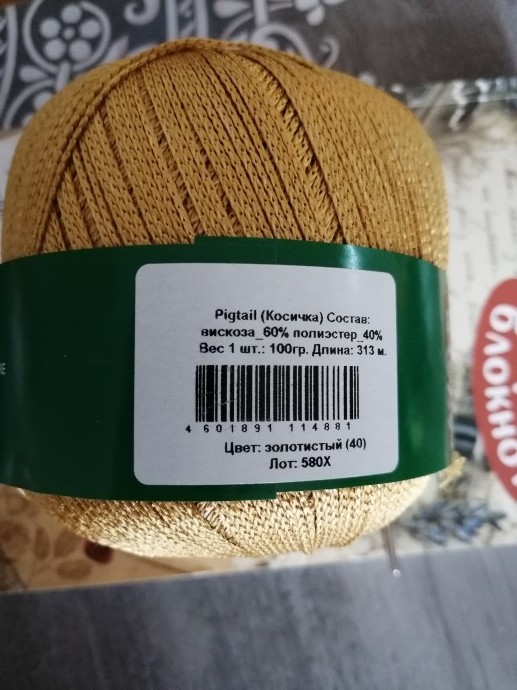 Pigtail (Косичка) Состав:
вискоза_60% полиэстер_40%
Вес 1 шт.: 100гр. Длина: 313 м.
4 601891 114881
Цвет: золотистый (40)
Лот: 580X